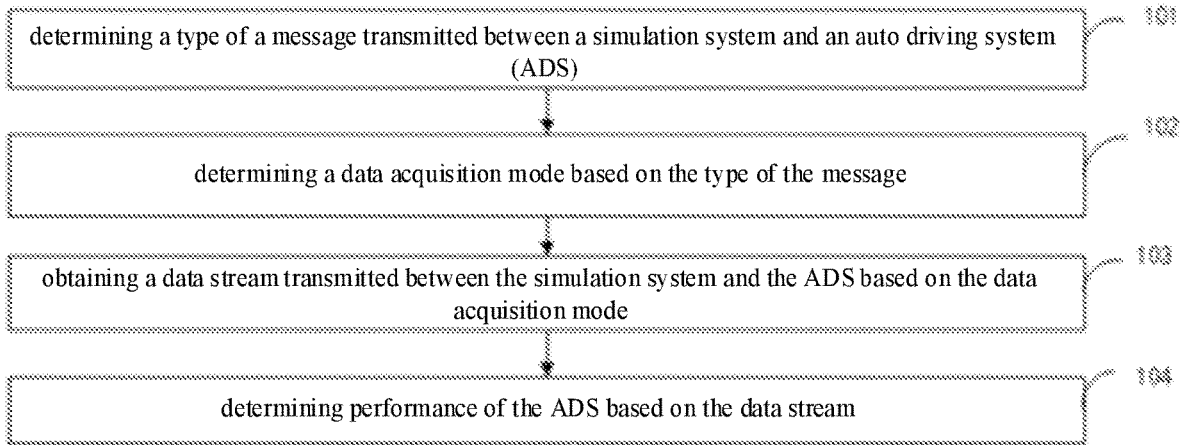 101
determining a type of a message transmitted between a simulation system and an auto driving system
(ADS)
102
determining a data acquisition mode based on the type of the message
103
obtaining a data stream transmitted between the simulation system and the ADS based on the data
acquisition mode
104
determining performance of the ADS based on the data stream